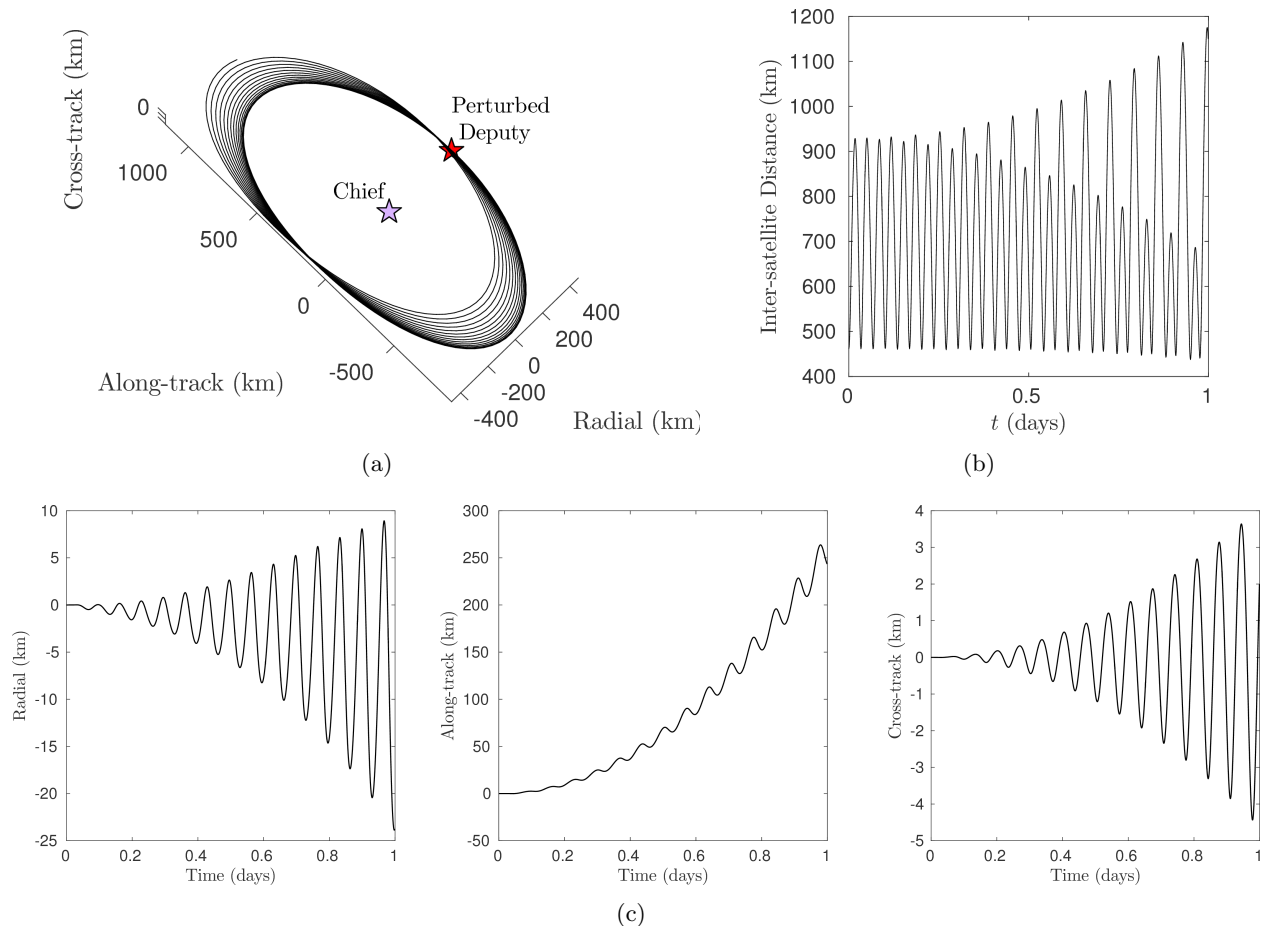 Cross-track (km)
0
1000
500
0
-500
Along-track (km)
Perturbed
Deputy
Chief
400
200
0
-200
-400
Radial (km)
(a)
Inter-satellite Distance (km)
1200
1100
1000
900
800
700
600
500
400
0 0.5 1
t (days)
(b)
Radial (km)
10
5
0
-5
-10
-15
-20
-25
0 0.2 0.4 0.6 0.8 1
Time (days)
Along-track (km)
300
250
200
150
100
50
0
-50
0 0.2 0.4 0.6 0.8 1
Time (days)
Cross-track (km)
4
3
2
1
0
-1
-2
-3
-4
-5
0 0.2 0.4 0.6 0.8 1
Time (days)
(c)